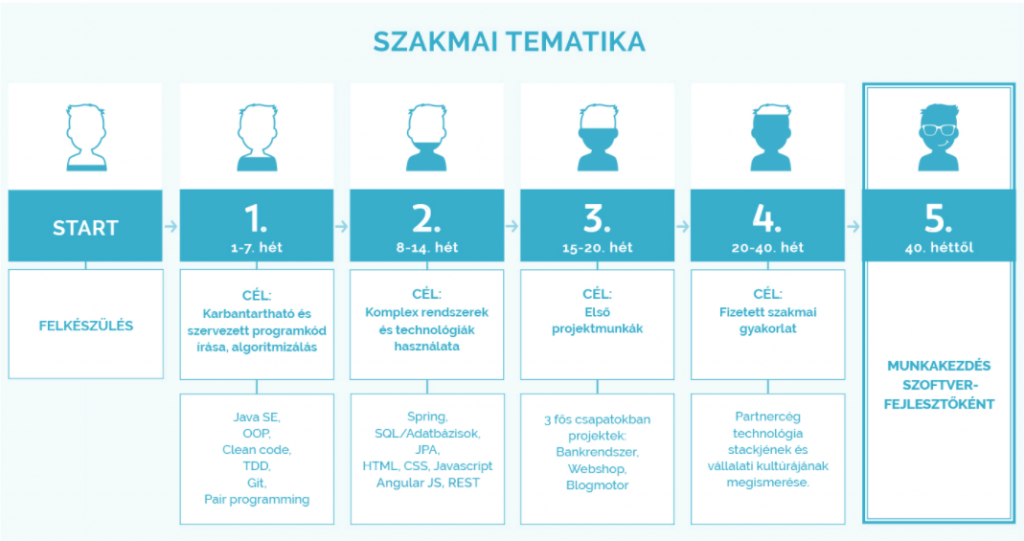 SZAKMAI TEMATIKA
START
FELKÉSZÜLÉS
1.
1-7. hét
CÉL:
Karbantartható és
szervezett programkód
írása, algoritmizálás
Java SE,
OOP,
Clean code,
TDD,
Git,
Pair programming
2.
8-14. hét
CÉL:
Komplex rendszerek
és technológiák
használata
Spring,
SQL/Adatbázisok,
JPA,
HTML, CSS, Javascript
Angular JS, REST
3.
15-20. hét
CÉL:
Első
projektmunkák
3 fős csapatokban
projektek:
Bankrendszer,
Webshop,
Blogmotor
4.
20-40. hét
CÉL:
Fizetett szakmai
gyakorlat
Partnercég
technológia
stackjének és
vállalati kultúrájának
megismerése.
5.
40. héttől
MUNKAKEZDÉS
SZOFTVER-
FEJLESZTŐKÉNT